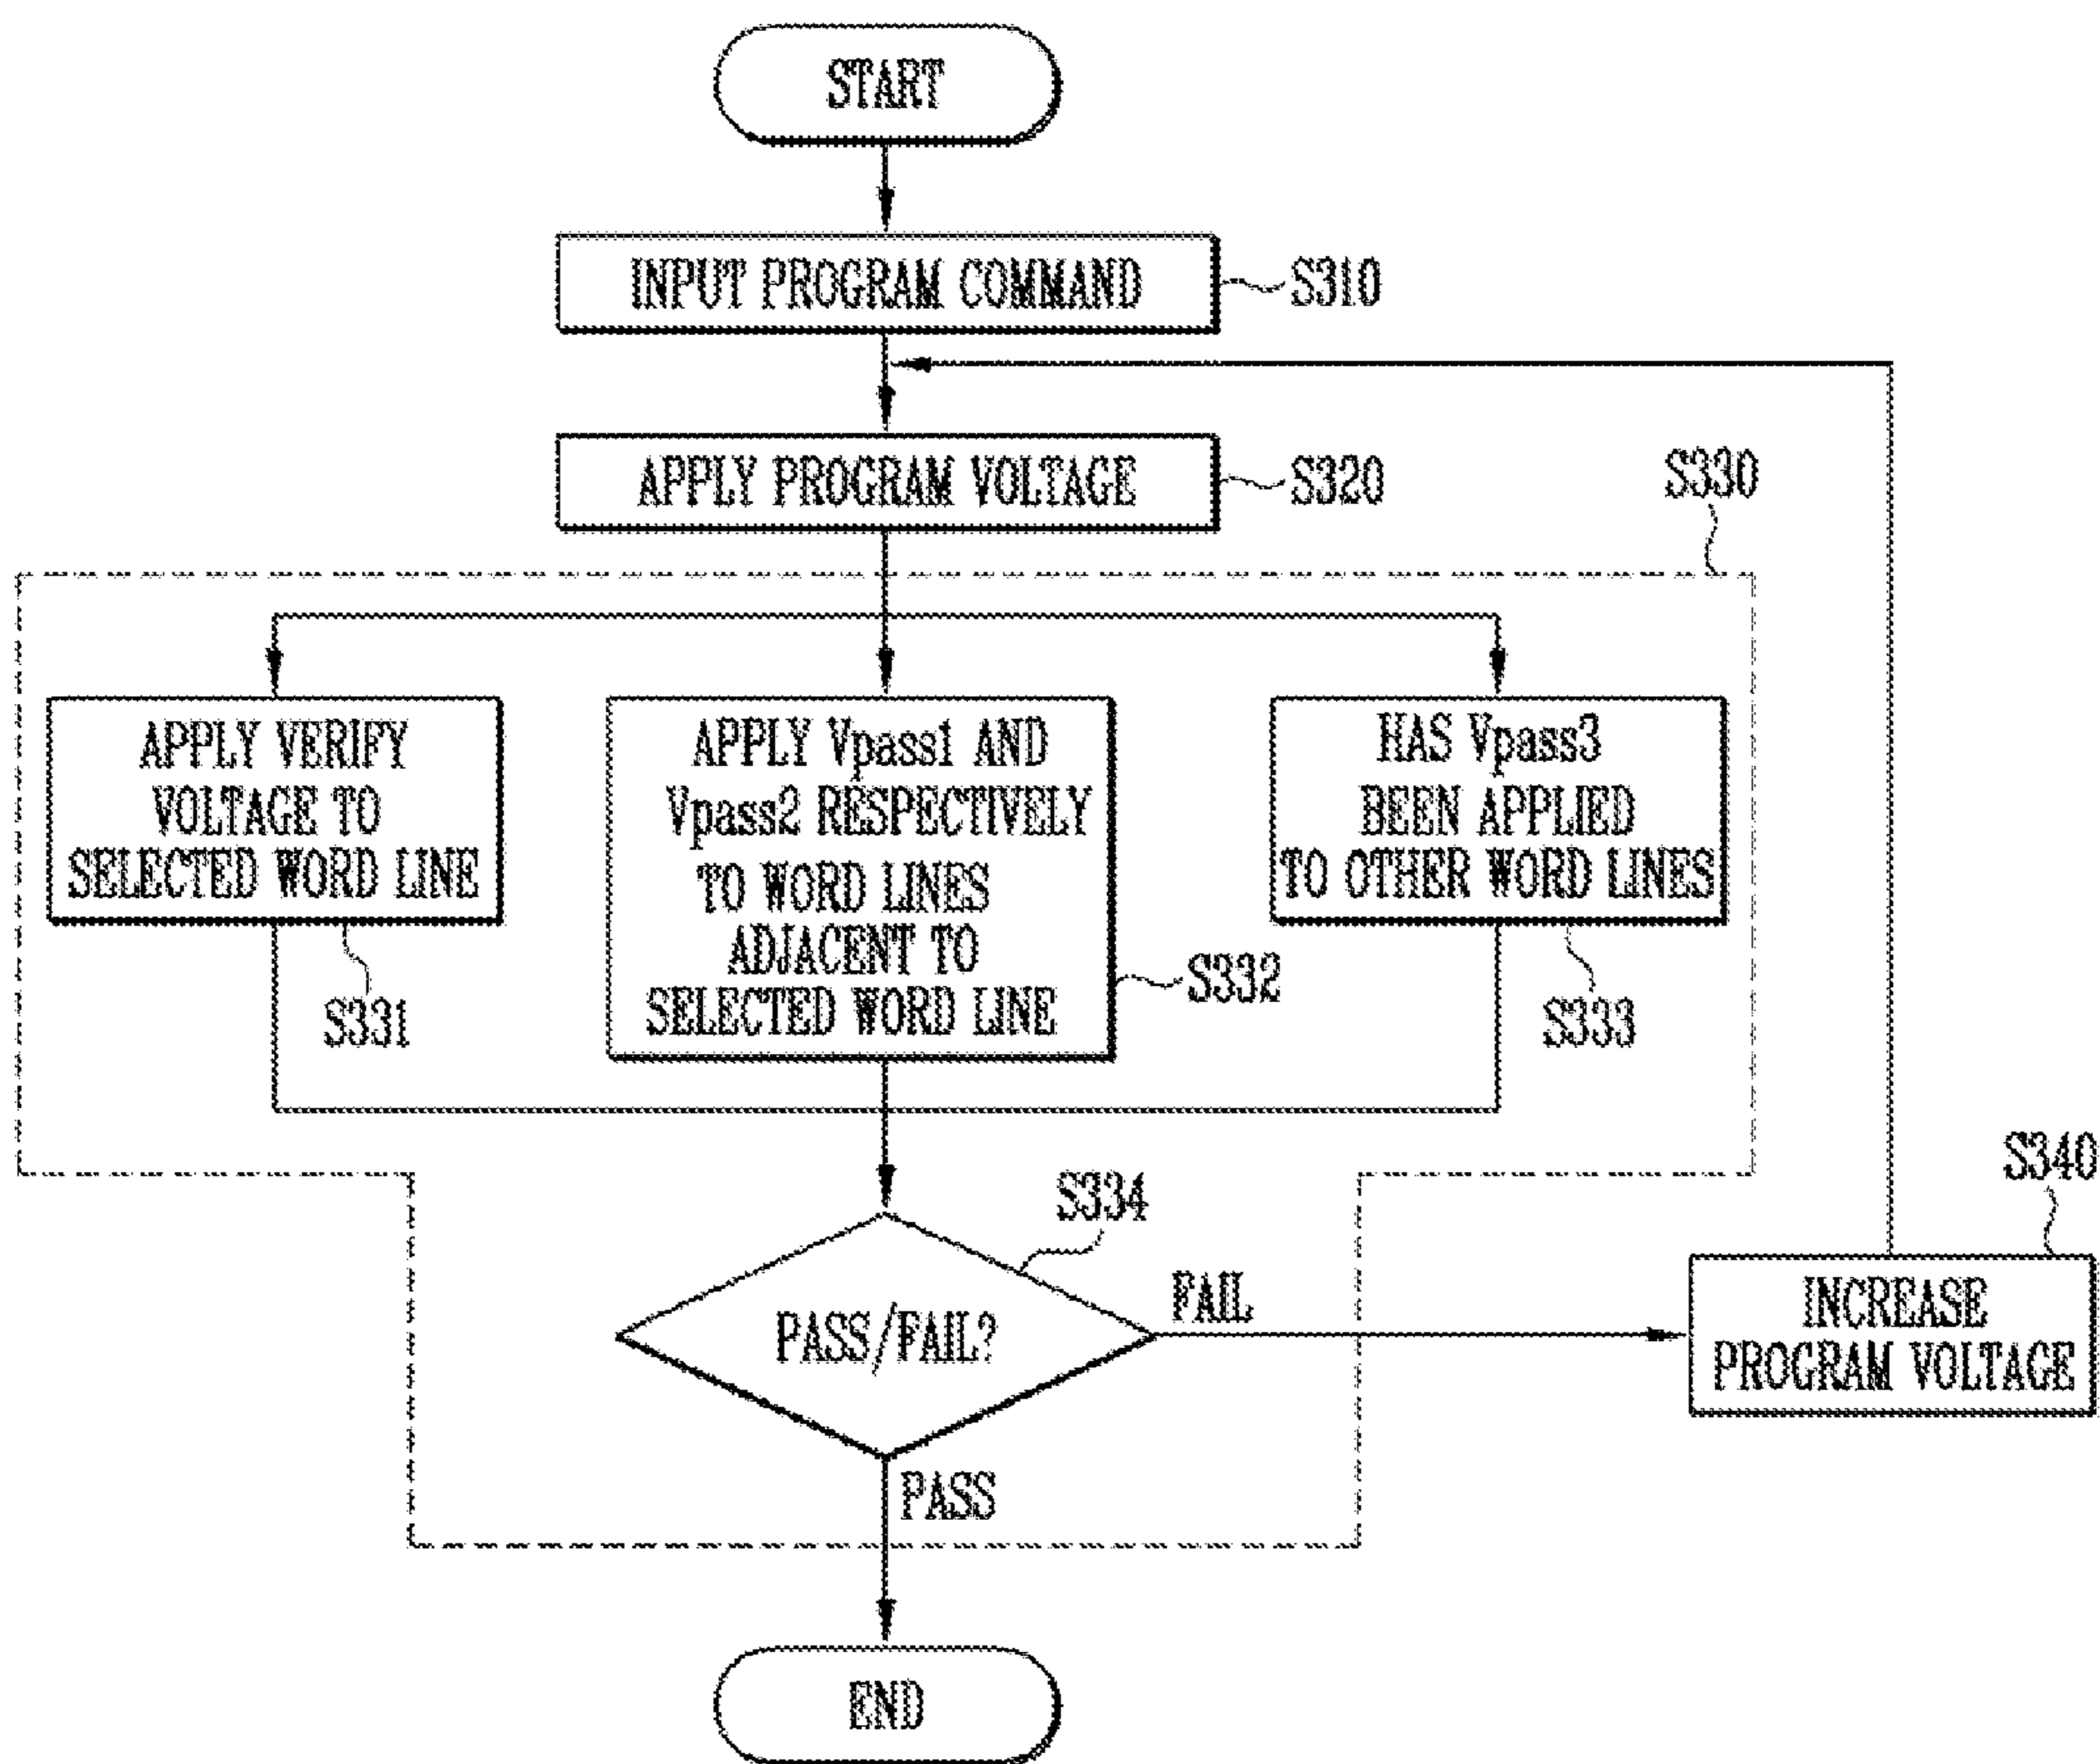 START
INPUT PROGRAM COMMAND
S310
APPLY PROGRAM VOLTAGE
S320
S330
APPLY VERIFY
VOLTAGE TO
SELECTED WORD LINE
S331
APPLY Vpass1 AND
Vpass2 RESPECTIVELY
TO WORD LINES
ADJACENT TO
SELECTED WORD LINE
S332
HAS Vpass3
BEEN APPLIED
TO OTHER WORD LINES
S333
S334
PASS/FAIL?
FAIL
S340
INCREASE
PROGRAM VOLTAGE
PASS
END